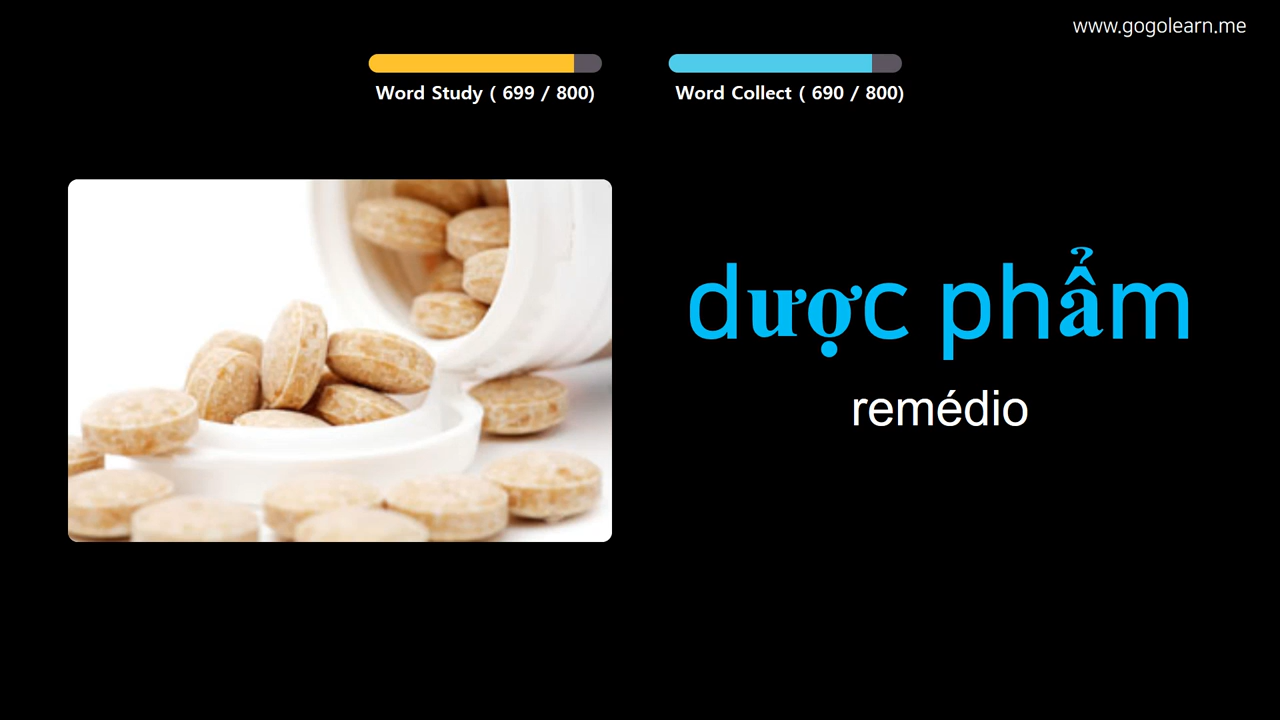 www.gogolearn.me
Word Study ( 699 / 800)
Word Collect ( 690 / 800)
dược phẩm
remédio